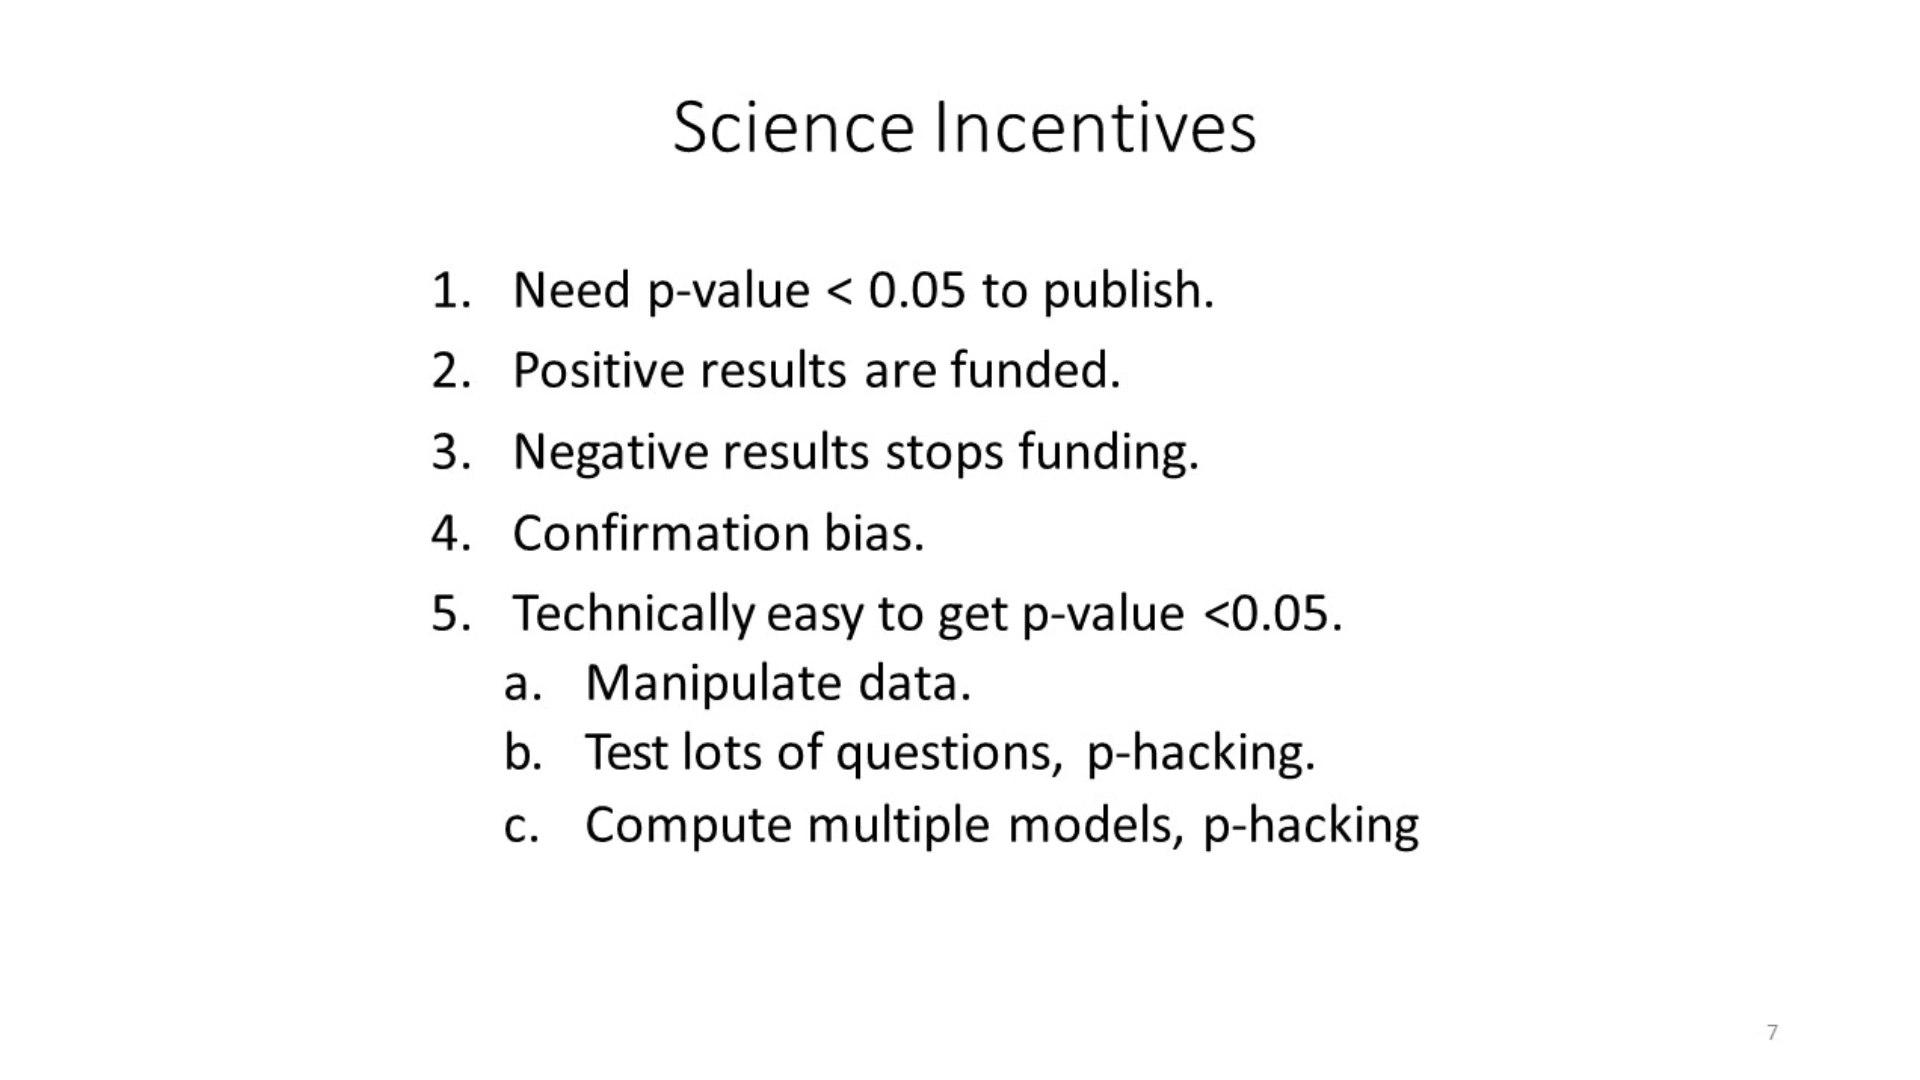 Science Incentives
1. Need p-value < 0.05 to publish.
2. Positive results are funded.
3. Negative results stops funding.
4. Confirmation bias.
5. Technically easy to get p-value <0.05.
a. Manipulate data.
b. Test lots of questions, p-hacking.
c. Compute multiple models, p-hacking
7